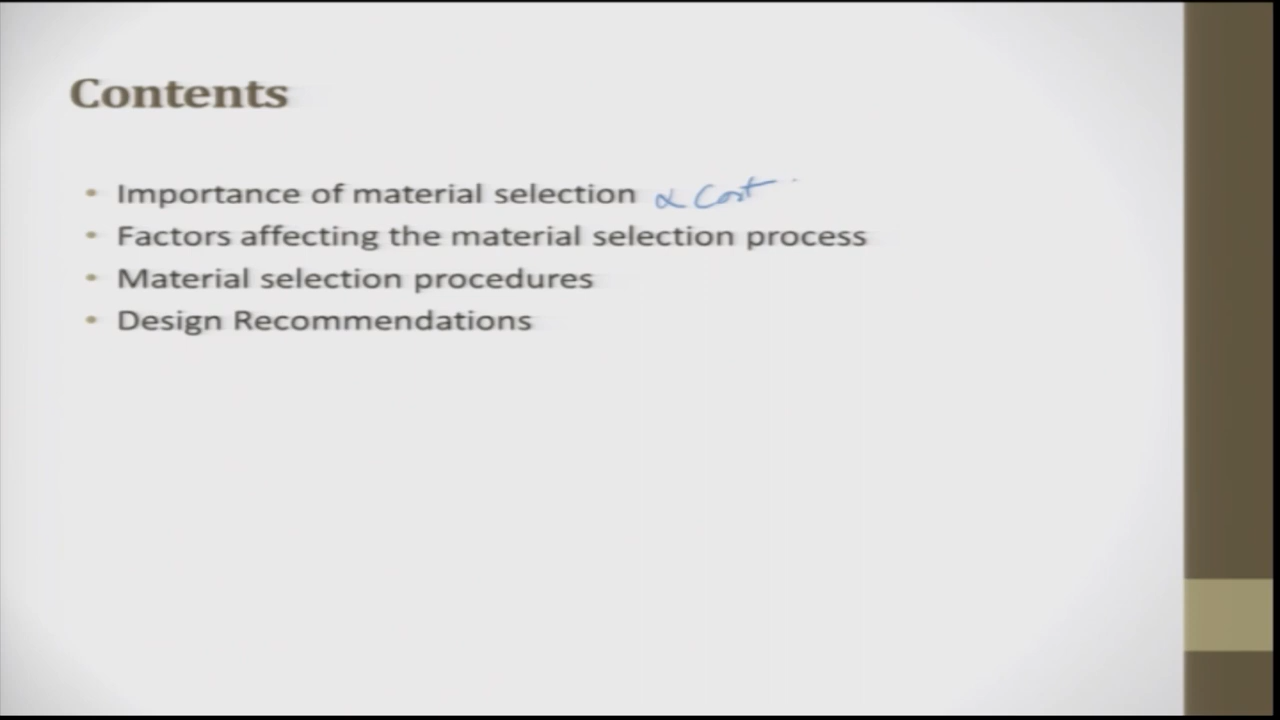 Contents
• Importance of material selection ∝ Cost
• Factors affecting the material selection process
• Material selection procedures
• Design Recommendations